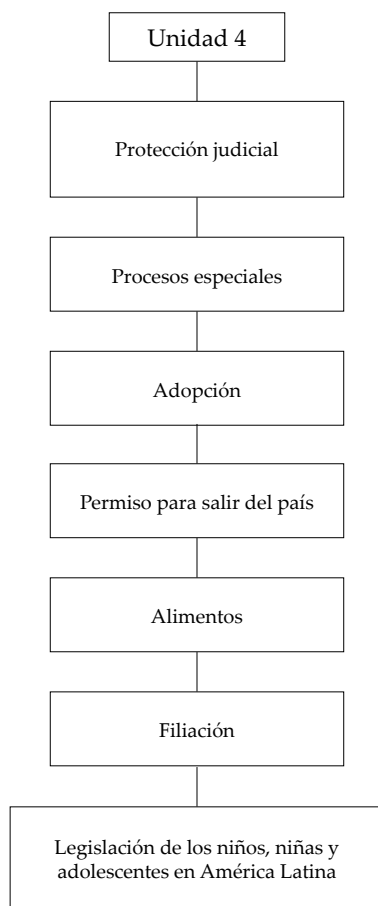 Unidad 4
Protección judicial
Procesos especiales
Adopción
Permiso para salir del país
Alimentos
Filiación
Legislación de los niños, niñas y
adolescentes en América Latina